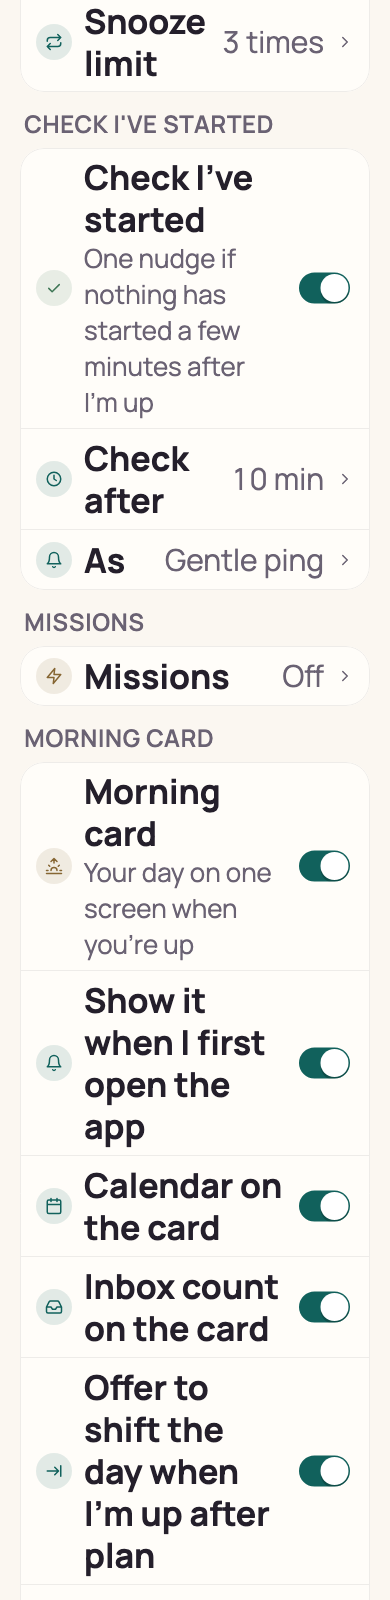 Snooze
limit
3 times
CHECK I'VE STARTED
Check I've
started
One nudge if
nothing has
started a few
minutes after
I'm up
Check
after
10 min
As
Gentle ping
MISSIONS
Missions
Off
MORNING CARD
Morning
card
Your day on one
screen when
you're up
Show it
when I first
open the
app
Calendar on
the card
Inbox count
on the card
Offer to
shift the
day when
I'm up after
plan